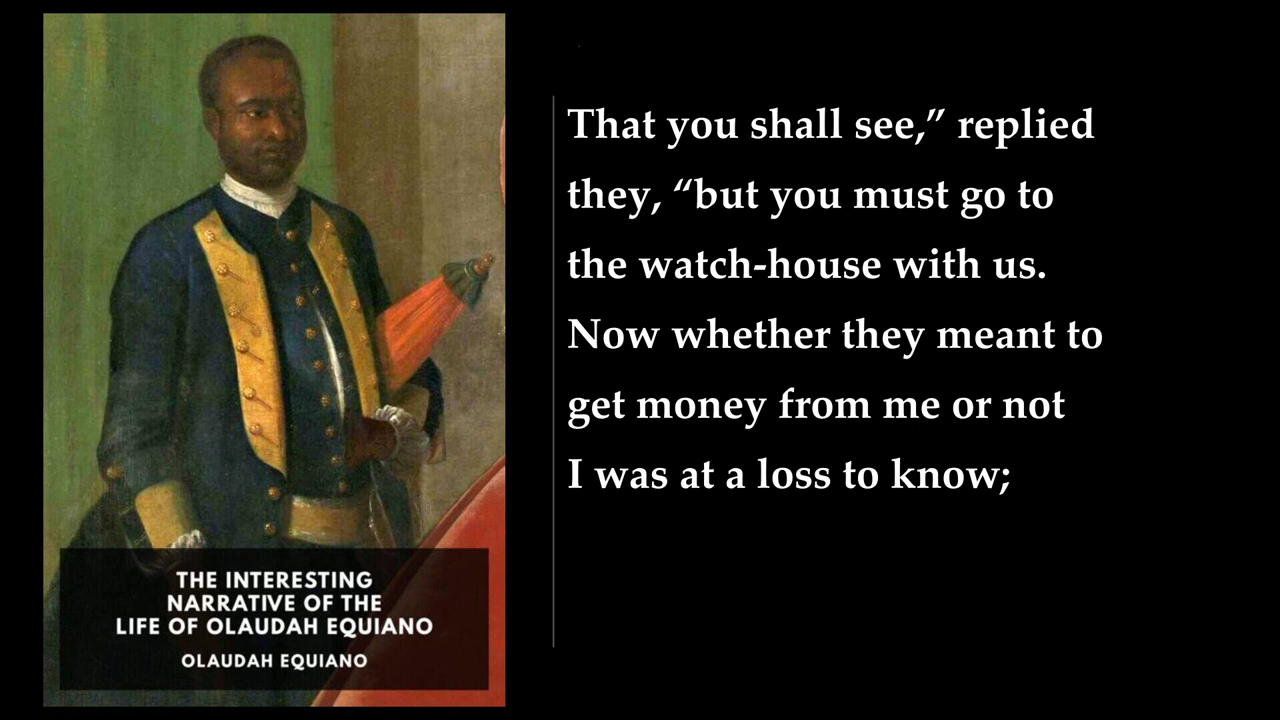 That you shall see,” replied
they, “but you must go to
the watch-house with us.
Now whether they meant to
get money from me or not
I was at a loss to know;
THE INTERESTING
NARRATIVE OF THE
LIFE OF OLAUDAH EQUIANO
OLAUDAH EQUIANO